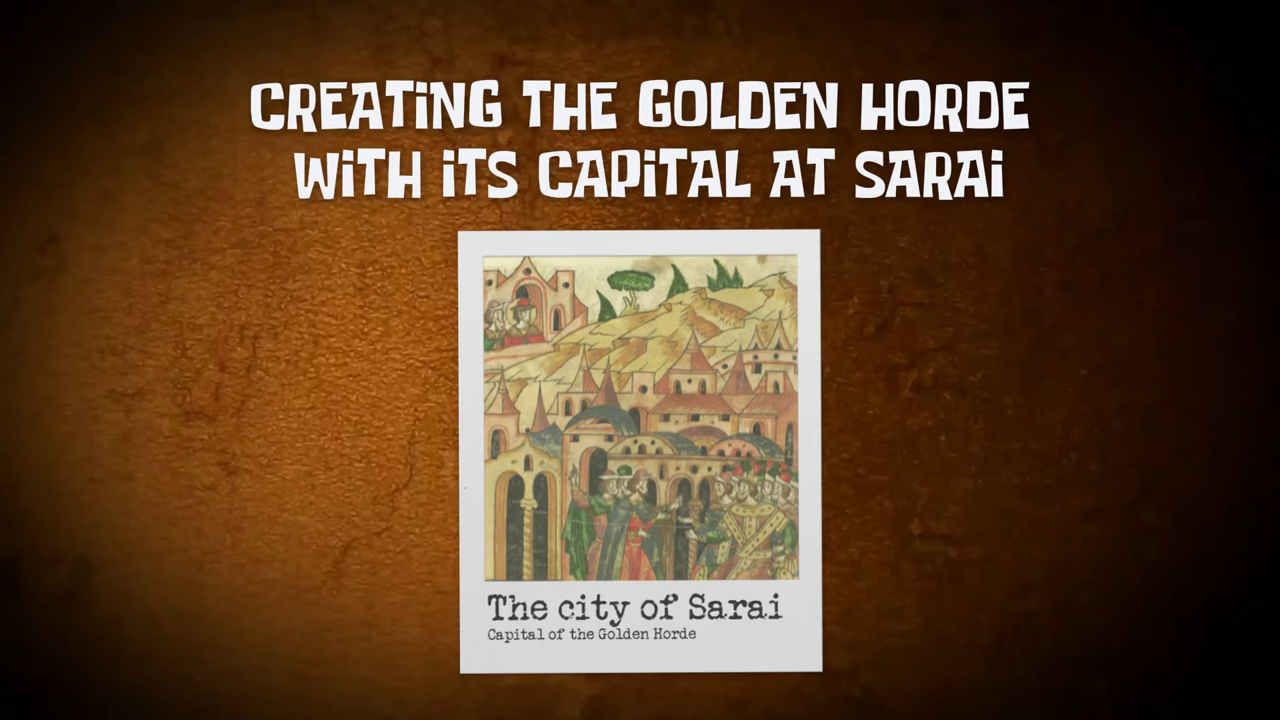 CREATiNG THE GOLDEN HORDE
WiTH iTS CAPiTAL AT SARAi
The city of Sarai
Capital of the Golden Horde